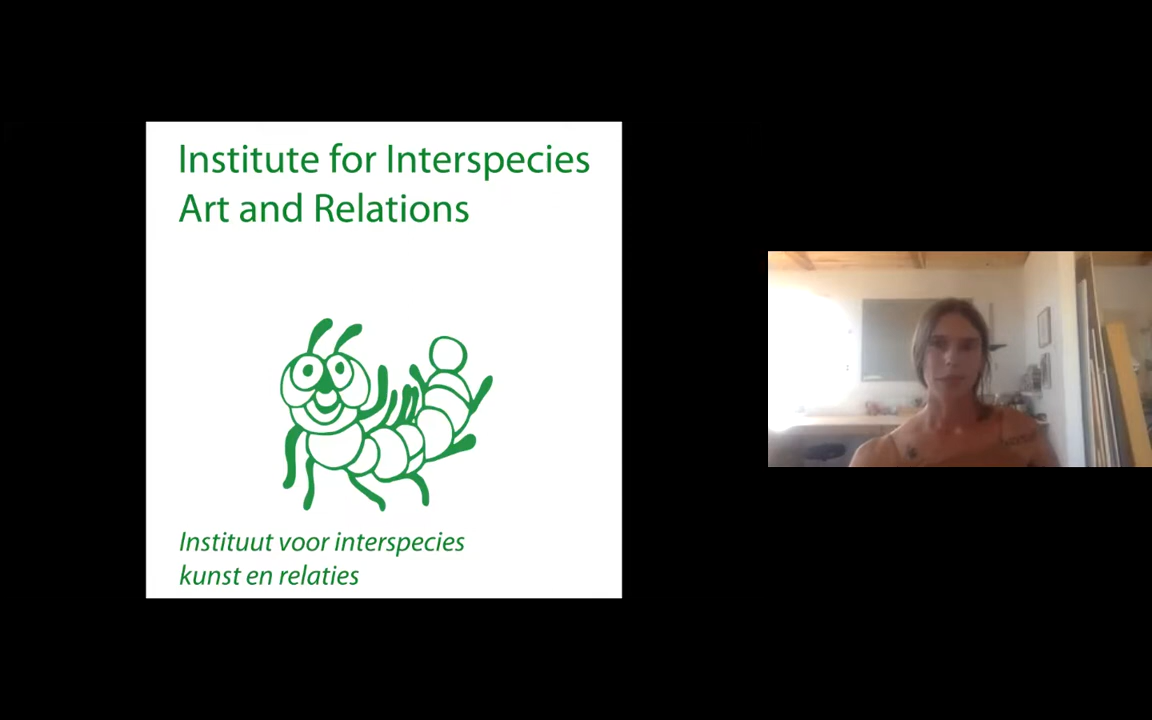 Institute for Interspecies
Art and Relations
Instituut voor interspecies
kunst en relaties